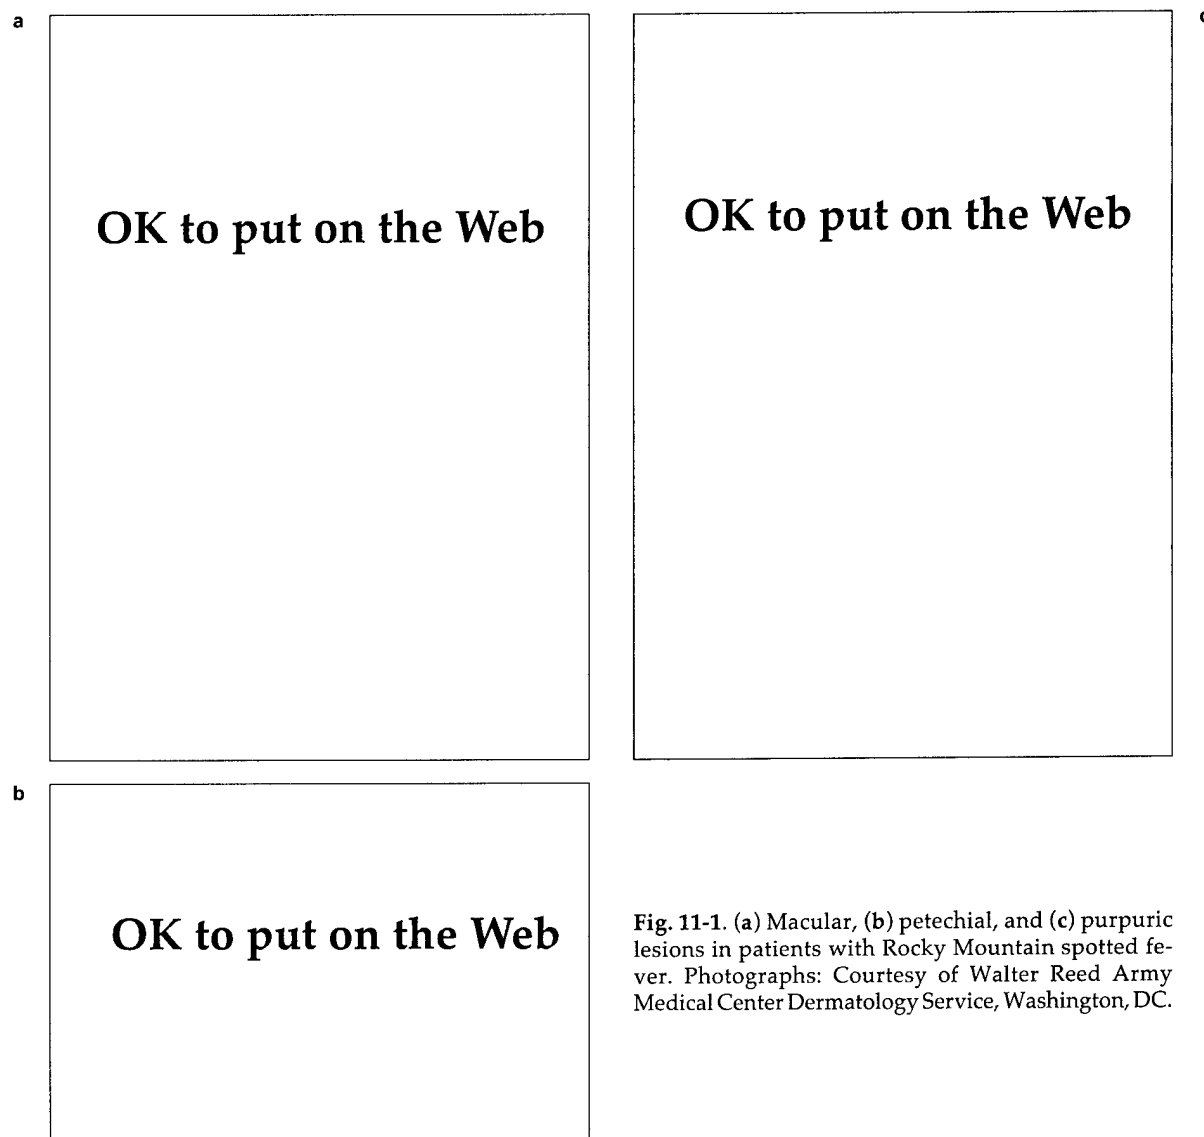 a
OK to put on the Web
c
OK to put on the Web
b
OK to put on the Web
Fig. 11-1. (a) Macular, (b) petechial, and (c) purpuric
lesions in patients with Rocky Mountain spotted fe-
ver. Photographs: Courtesy of Walter Reed Army
Medical Center Dermatology Service, Washington, DC.